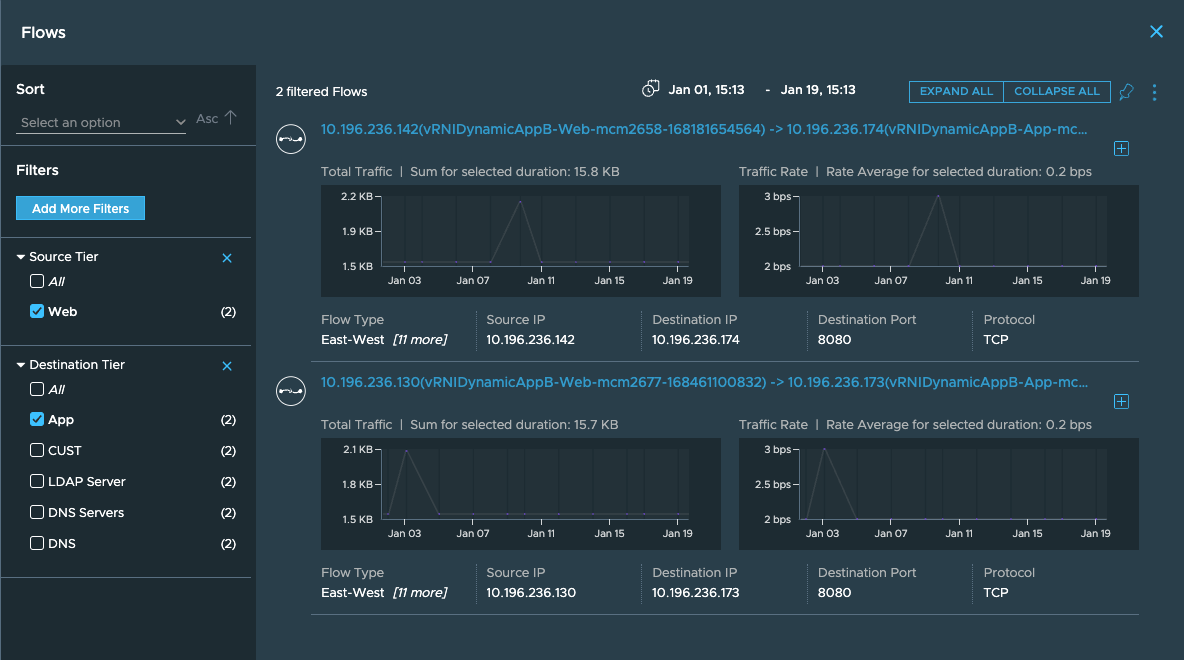 Flows
Sort
Select an option
Asc
Filters
Add More Filters
Source Tier
All
Web (2)
Destination Tier
All
App (2)
CUST (2)
LDAP Server (2)
DNS Servers (2)
DNS (2)
2 filtered Flows
Jan 01, 15:13 - Jan 19, 15:13
EXPAND ALL COLLAPSE ALL
10.196.236.142(vRNIDynamicAppB-Web-mcm2658-168181654564) -> 10.196.236.174(vRNIDynamicAppB-App-mc...
Total Traffic | Sum for selected duration: 15.8 KB
2.2 KB
1.9 KB
1.5 KB
Jan 03 Jan 07 Jan 11 Jan 15 Jan 19
Traffic Rate | Rate Average for selected duration: 0.2 bps
3 bps
2.5 bps
2 bps
Jan 03 Jan 07 Jan 11 Jan 15 Jan 19
Flow Type Source IP Destination IP Destination Port Protocol
East-West [11 more] 10.196.236.142 10.196.236.174 8080 TCP
10.196.236.130(vRNIDynamicAppB-Web-mcm2677-168461100832) -> 10.196.236.173(vRNIDynamicAppB-App-mc...
Total Traffic | Sum for selected duration: 15.7 KB
2.1 KB
1.8 KB
1.5 KB
Jan 03 Jan 07 Jan 11 Jan 15 Jan 19
Traffic Rate | Rate Average for selected duration: 0.2 bps
3 bps
2.5 bps
2 bps
Jan 03 Jan 07 Jan 11 Jan 15 Jan 19
Flow Type Source IP Destination IP Destination Port Protocol
East-West [11 more] 10.196.236.130 10.196.236.173 8080 TCP